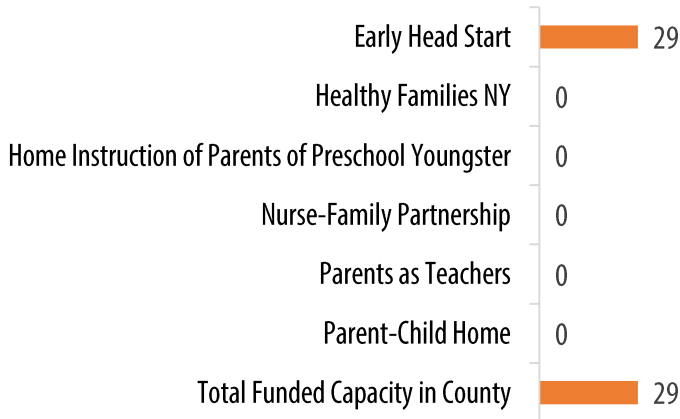 Early Head Start 29
Healthy Families NY 0
Home Instruction of Parents of Preschool Youngster 0
Nurse-Family Partnership 0
Parents as Teachers 0
Parent-Child Home 0
Total Funded Capacity in County 29